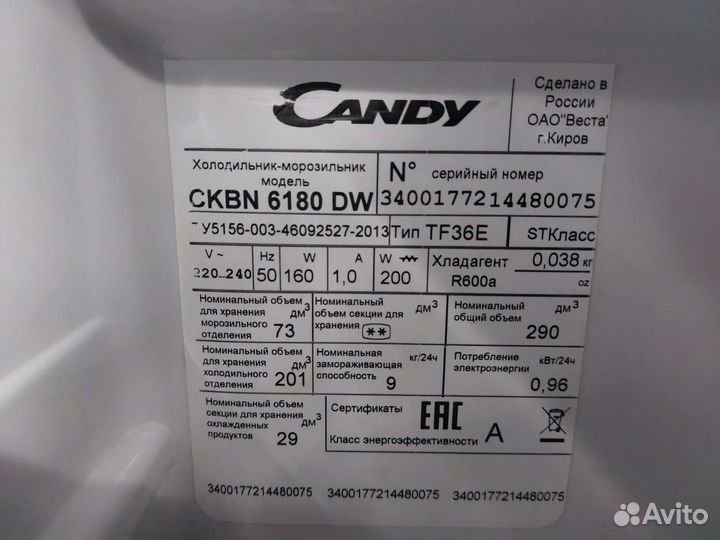 CANDY
Сделано в
России
ОАО"Веста"
г.Киров
Холодильник-морозильник
модель
CKBN 6180 DW
N° серийный номер
3400177214480075
ТУ5156-003-46092527-2013
Тип TF36E
STКласс
V ~
220-240
Hz
50
W
160
A
1,0
W
200
Хладагент
R600a
0,038 кг
oz
Номинальный объем
для хранения дм³
морозильного
отделения 73
Номинальный дм³
объем секции для
хранения **
Номинальный дм³
общий объем
290
Номинальный объем
для хранения дм³
холодильного
отделения 201
Номинальная кг/24ч
замораживающая
способность 9
Потребление кВт/24ч
электроэнергии
0,96
Номинальный объем
секции для хранения дм³
охлажденных
продуктов 29
Сертификаты EAC
Класс энергоэффективности A
3400177214480075 3400177214480075 3400177214480075
Avito